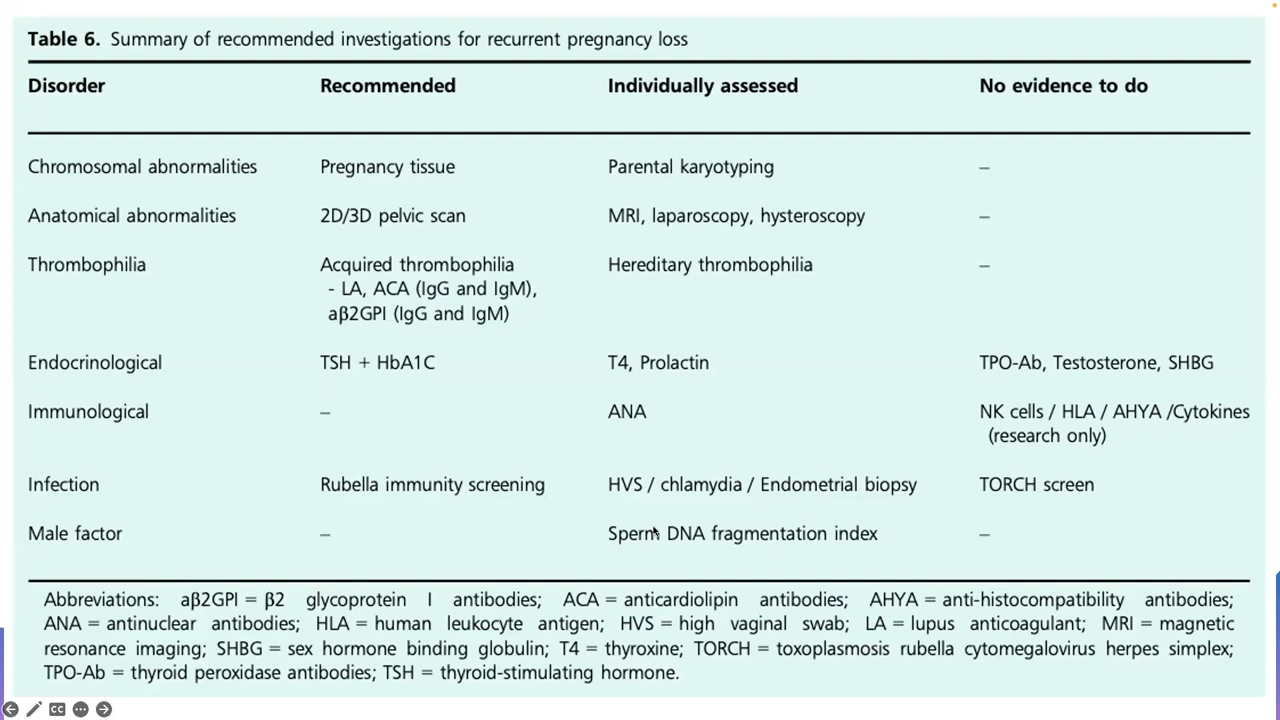 Table 6. Summary of recommended investigations for recurrent pregnancy loss
Disorder Recommended Individually assessed No evidence to do
Chromosomal abnormalities Pregnancy tissue Parental karyotyping –
Anatomical abnormalities 2D/3D pelvic scan MRI, laparoscopy, hysteroscopy –
Thrombophilia Acquired thrombophilia Hereditary thrombophilia –
- LA, ACA (IgG and IgM),
aβ2GPI (IgG and IgM)
Endocrinological TSH + HbA1C T4, Prolactin TPO-Ab, Testosterone, SHBG
Immunological – ANA NK cells / HLA / AHYA /Cytokines
(research only)
Infection Rubella immunity screening HVS / chlamydia / Endometrial biopsy TORCH screen
Male factor – Sperm DNA fragmentation index –
Abbreviations: aβ2GPI = β2 glycoprotein I antibodies; ACA = anticardiolipin antibodies; AHYA = anti-histocompatibility antibodies;
ANA = antinuclear antibodies; HLA = human leukocyte antigen; HVS = high vaginal swab; LA = lupus anticoagulant; MRI = magnetic
resonance imaging; SHBG = sex hormone binding globulin; T4 = thyroxine; TORCH = toxoplasmosis rubella cytomegalovirus herpes simplex;
TPO-Ab = thyroid peroxidase antibodies; TSH = thyroid-stimulating hormone.
CC